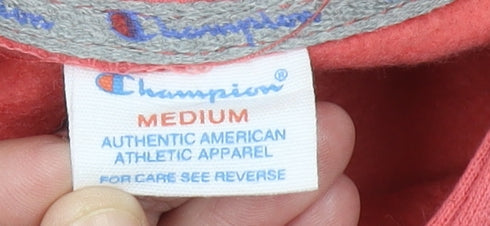 Champion
Champion®
MEDIUM
AUTHENTIC AMERICAN
ATHLETIC APPAREL
FOR CARE SEE REVERSE